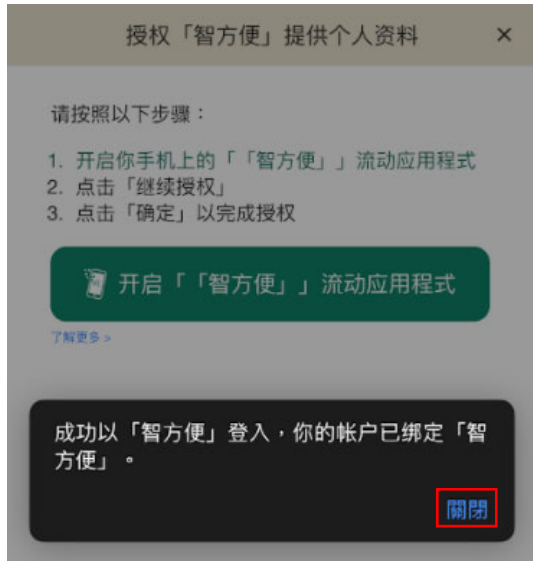 授权「智方便」提供个人资料 ×
请按照以下步骤：
1. 开启你手机上的「「智方便」」流动应用程式
2. 点击「继续授权」
3. 点击「确定」以完成授权
开启「「智方便」」流动应用程式
了解更多 >
成功以「智方便」登入，你的帐户已绑定「智
方便」。
關閉